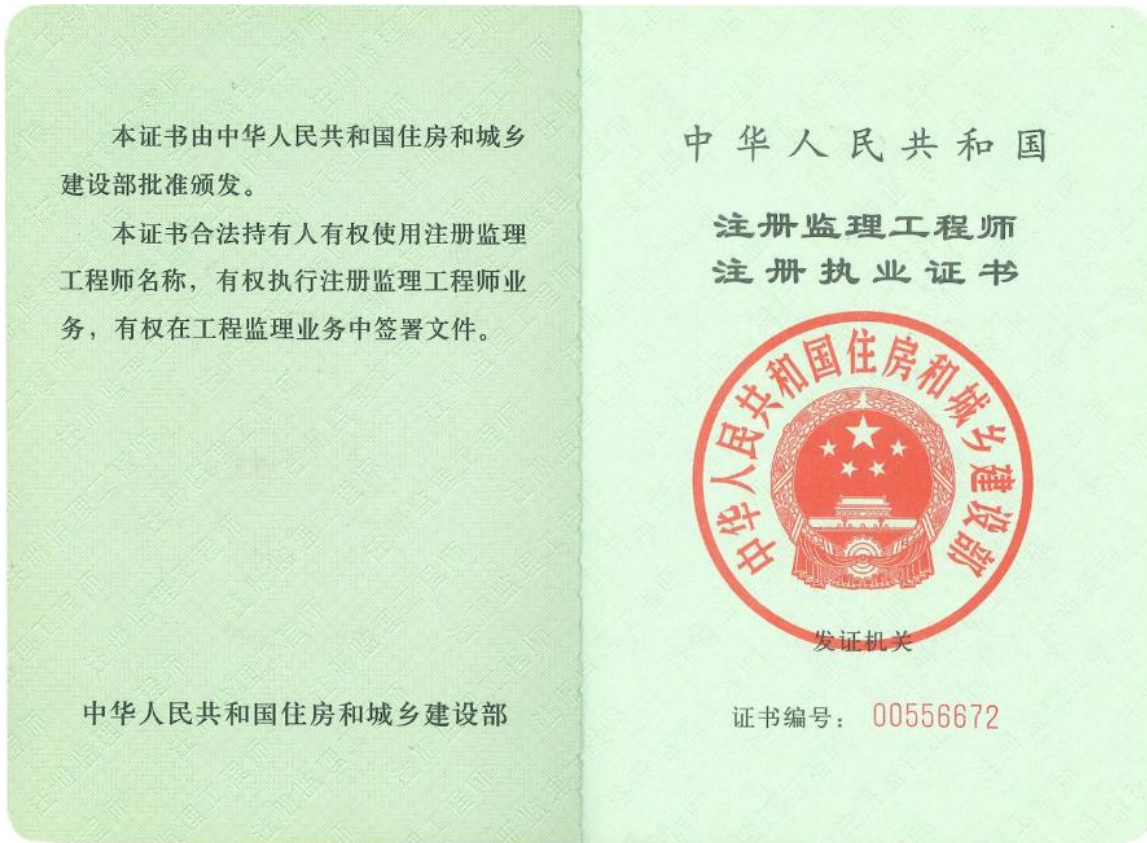 本证书由中华人民共和国住房和城乡
建设部批准颁发。
本证书合法持有人有权使用注册监理
工程师名称，有权执行注册监理工程师业
务，有权在工程监理业务中签署文件。
中华人民共和国住房和城乡建设部
中华人民共和国
注册监理工程师
注册执业证书
中华人民共和国住房和城乡建设部
发证机关
证书编号： 00556672